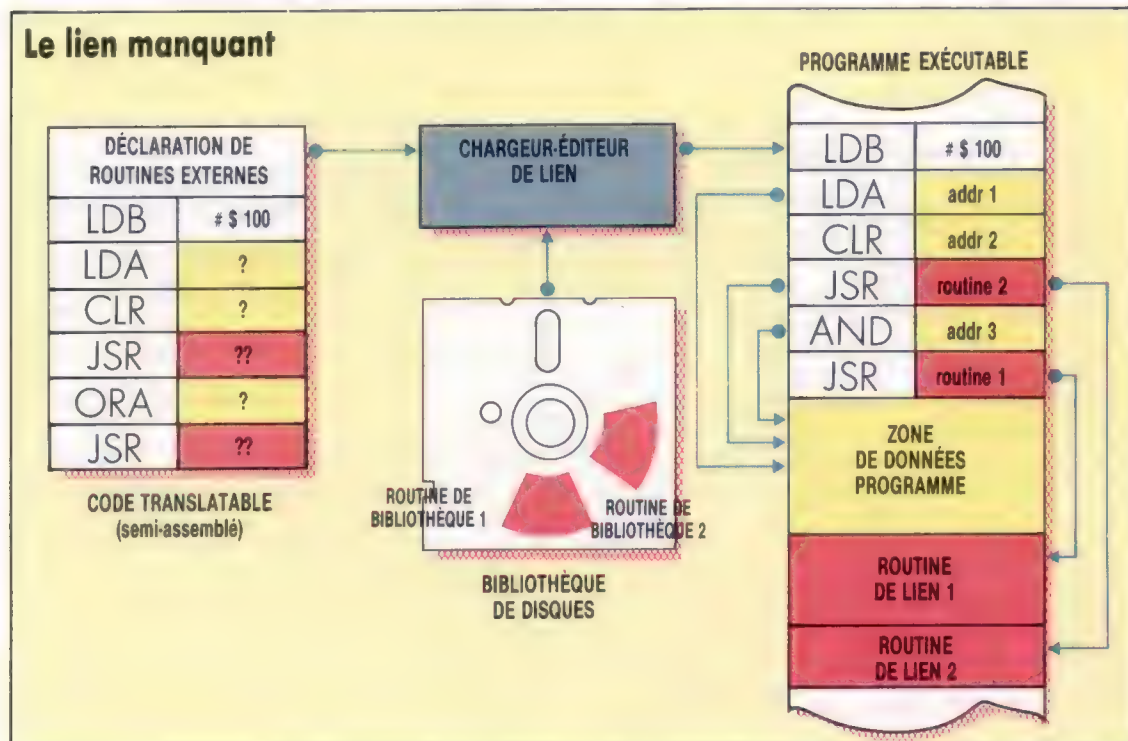 Le lien manquant
DÉCLARATION DE
ROUTINES EXTERNES
LDB # $ 100
LDA ?
CLR ?
JSR ??
ORA ?
JSR ??
CODE TRANSLATABLE
(semi-assemblé)
CHARGEUR-ÉDITEUR
DE LIEN
ROUTINE DE
BIBLIOTHÈQUE 1
ROUTINE DE
BIBLIOTHÈQUE 2
BIBLIOTHÈQUE
DE DISQUES
PROGRAMME EXÉCUTABLE
LDB # $ 100
LDA addr 1
CLR addr 2
JSR routine 2
AND addr 3
JSR routine 1
ZONE
DE DONNÉES
PROGRAMME
ROUTINE
DE LIEN 1
ROUTINE
DE LIEN 2